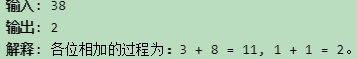 输入: 38
输出: 2
解释: 各位相加的过程为：3 + 8 = 11, 1 + 1 = 2。